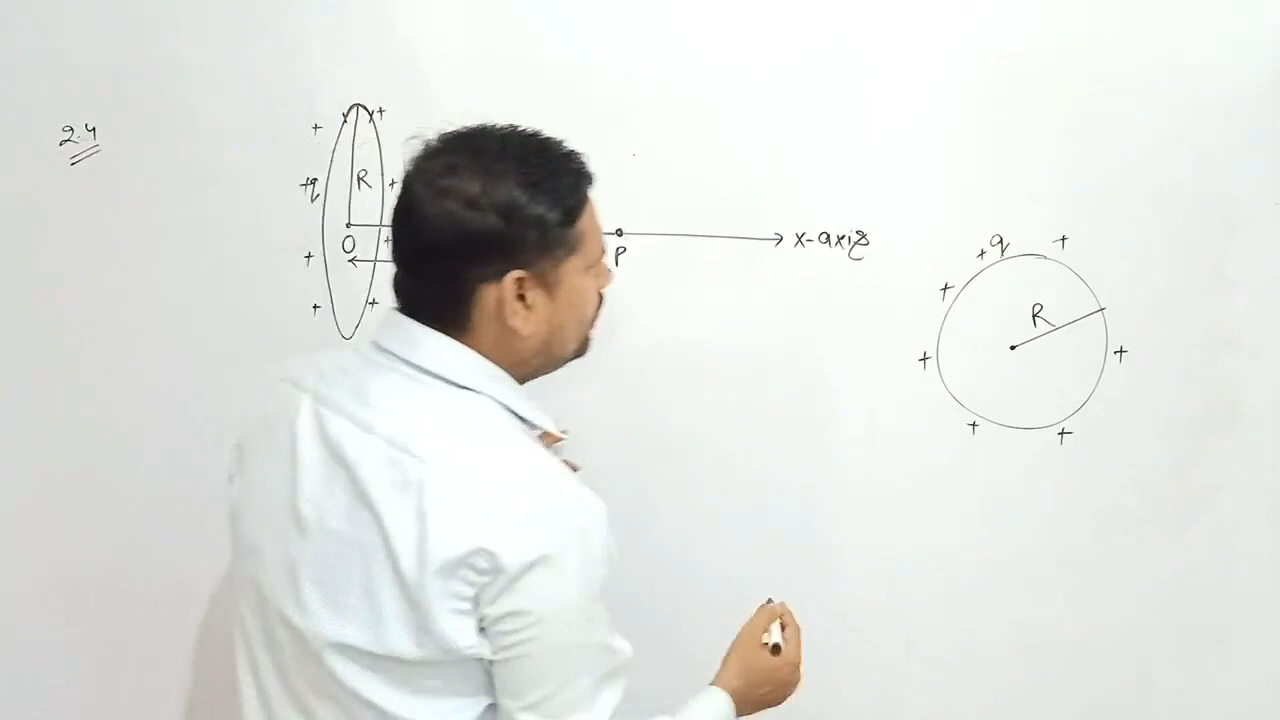 2.4
+ +
+q R +
O + P x-axis
+
+ +
+q +
+
R
+ +
+ +